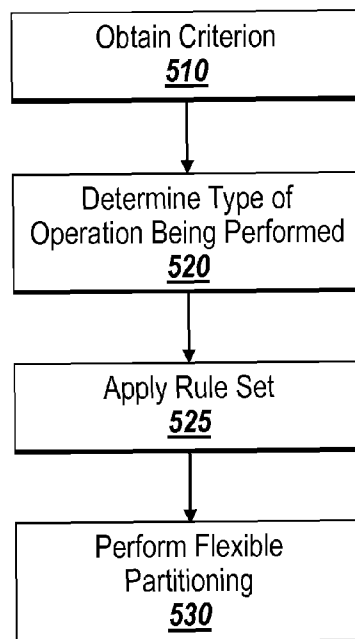 Obtain Criterion
510
Determine Type of
Operation Being Performed
520
Apply Rule Set
525
Perform Flexible
Partitioning
530